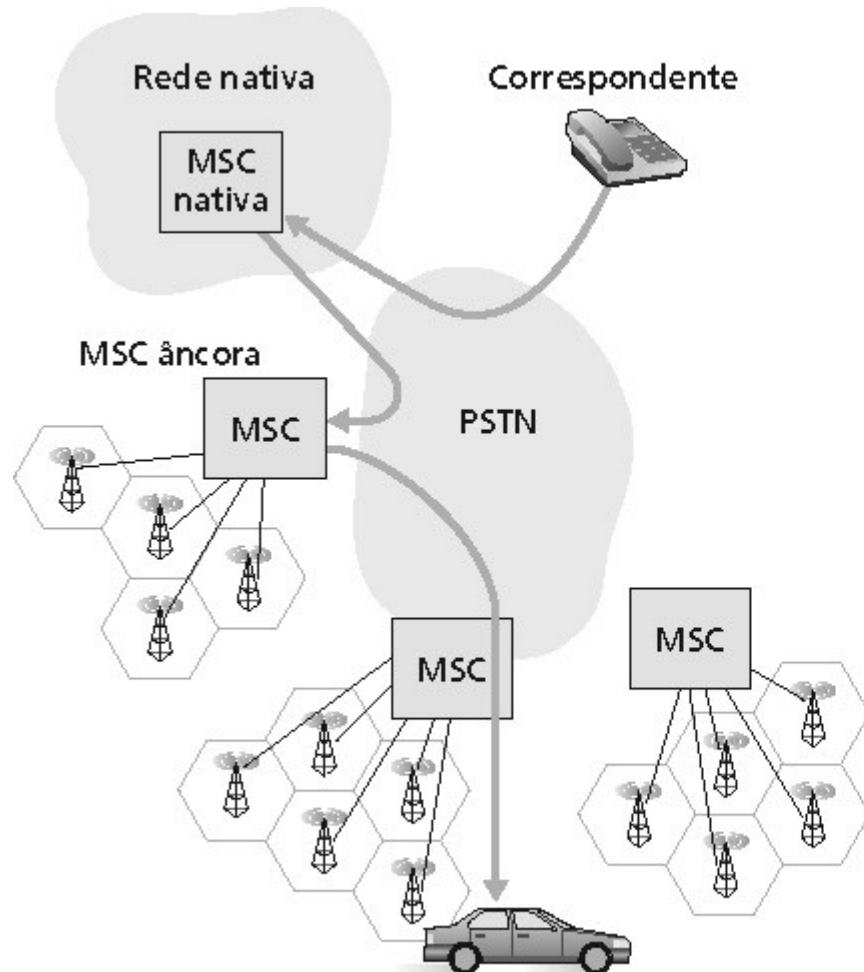 Rede nativa
Correspondente
MSC
nativa
MSC âncora
MSC
PSTN
MSC
MSC